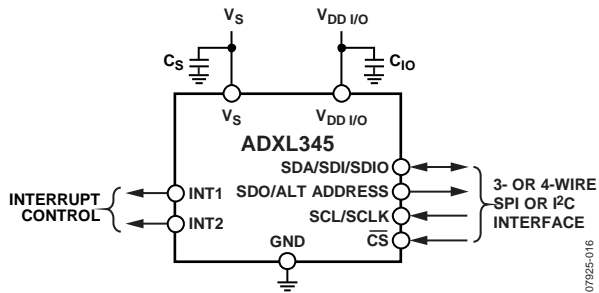 VS
VDD I/O
CS
CIO
VS
VDD I/O
ADXL345
SDA/SDI/SDIO
SDO/ALT ADDRESS
SCL/SCLK
CS
INT1
INT2
GND
INTERRUPT
CONTROL
3- OR 4-WIRE
SPI OR I2C
INTERFACE
07925-016